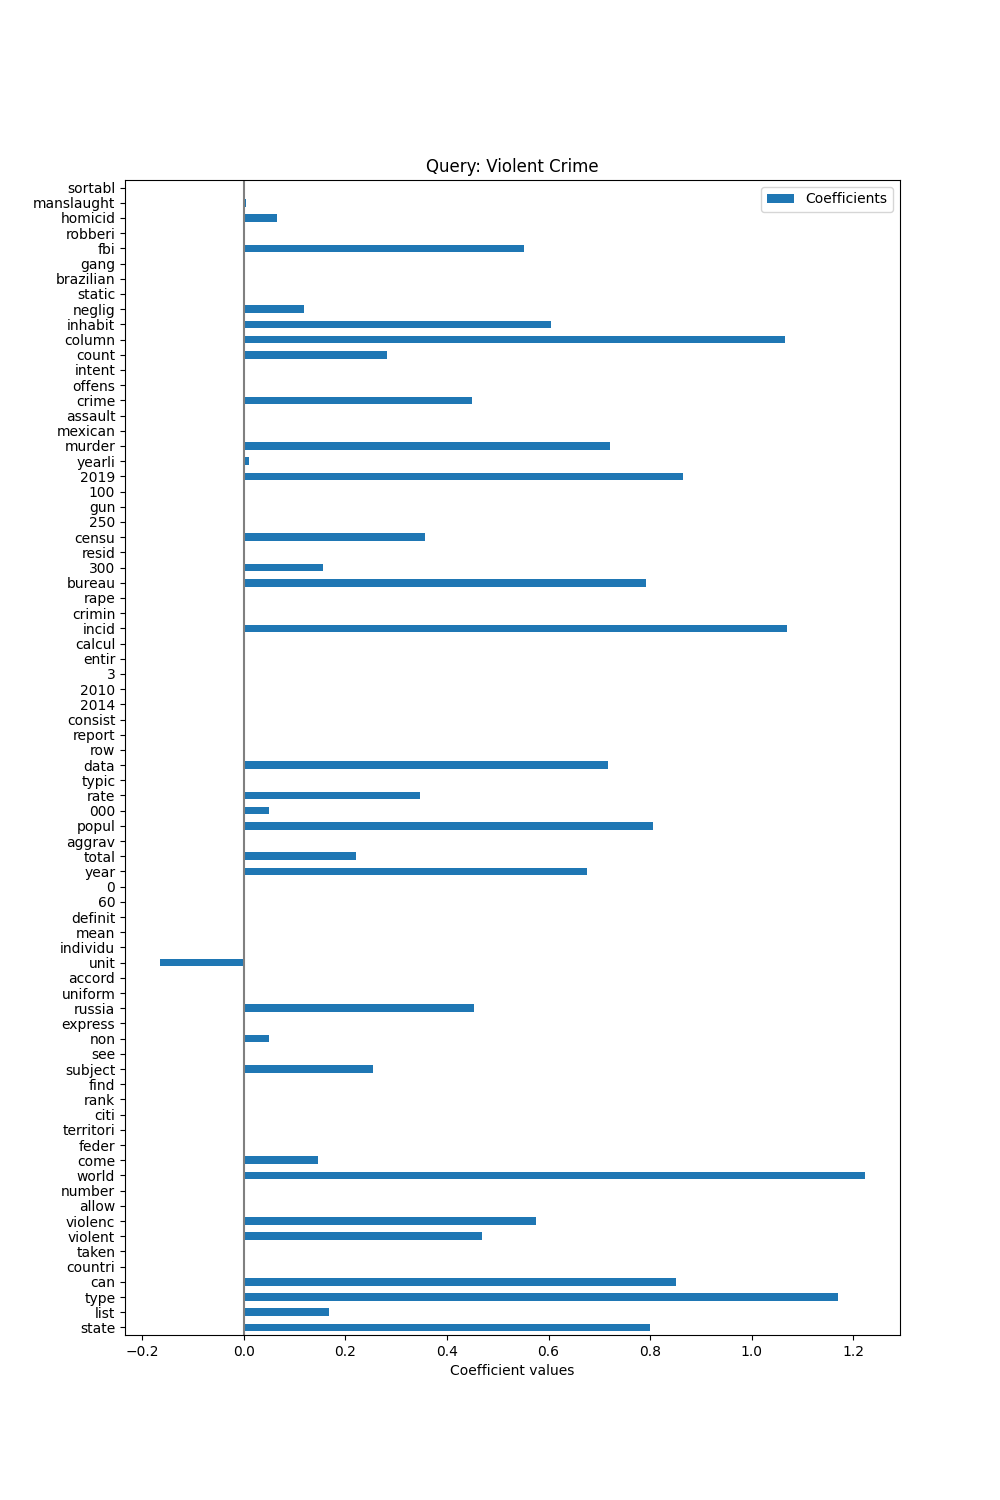 Query: Violent Crime
Coefficients
sortabl
manslaught
homicid
robberi
fbi
gang
brazilian
static
neglig
inhabit
column
count
intent
offens
crime
assault
mexican
murder
yearli
2019
100
gun
250
censu
resid
300
bureau
rape
crimin
incid
calcul
entir
3
2010
2014
consist
report
row
data
typic
rate
000
popul
aggrav
total
year
0
60
definit
mean
individu
unit
accord
uniform
russia
express
non
see
subject
find
rank
citi
territori
feder
come
world
number
allow
violenc
violent
taken
countri
can
type
list
state
−0.2 0.0 0.2 0.4 0.6 0.8 1.0 1.2
Coefficient values